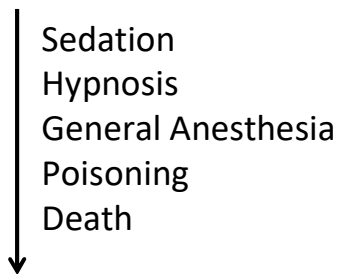 Sedation
Hypnosis
General Anesthesia
Poisoning
Death